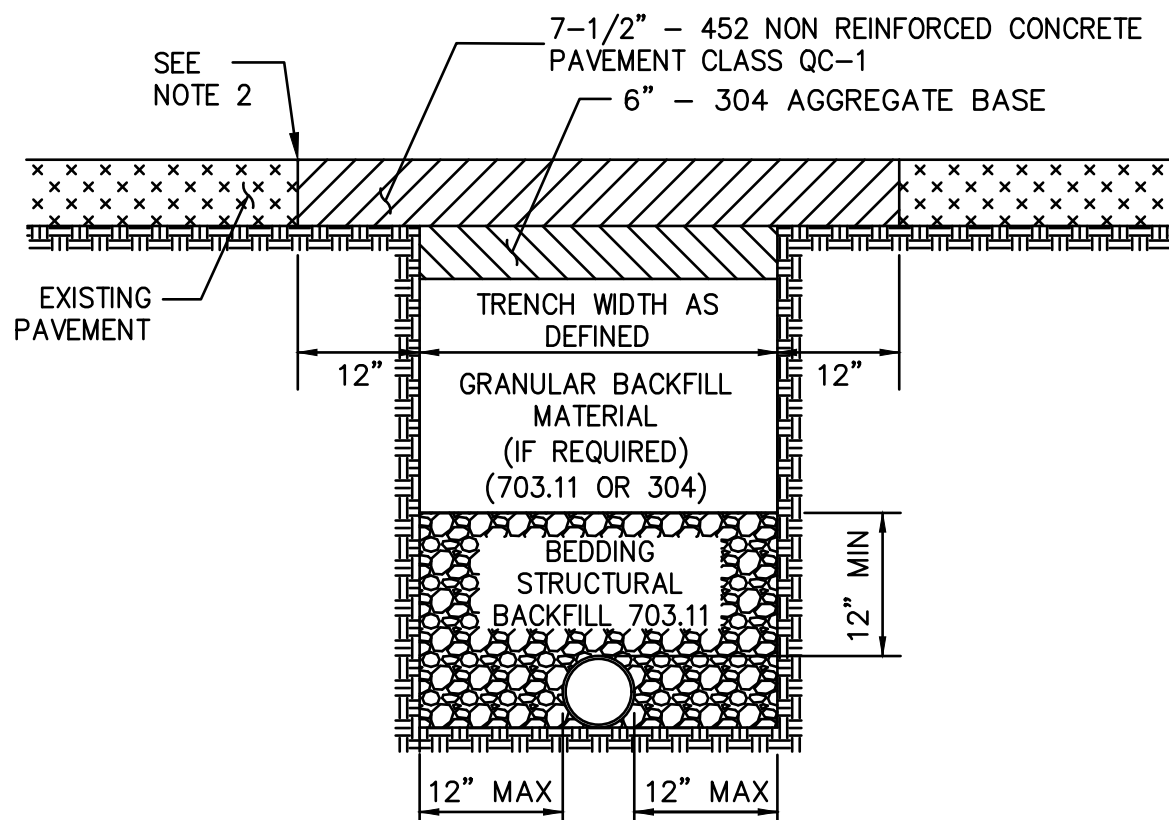 7-1/2” - 452 NON REINFORCED CONCRETE
PAVEMENT CLASS QC-1
SEE
NOTE 2
6” - 304 AGGREGATE BASE
EXISTING
PAVEMENT
TRENCH WIDTH AS
DEFINED
12”
12”
GRANULAR BACKFILL
MATERIAL
(IF REQUIRED)
(703.11 OR 304)
BEDDING
STRUCTURAL
BACKFILL 703.11
12” MIN
12” MAX
12” MAX